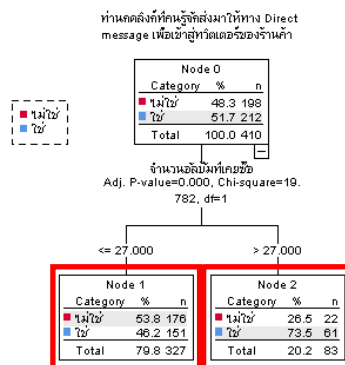 ท่านกดลิงก์ที่คนรู้จักส่งมาให้ทาง Direct
message เพื่อเข้าสู่ทวิตเตอร์ของร้านค้า
ไม่ใช่
ใช่
Node 0
Category % n
ไม่ใช่ 48.3 198
ใช่ 51.7 212
Total 100.0 410
จำนวนอัลบั้มที่เคยซื้อ
Adj. P-value=0.000, Chi-square=19.
782, df=1
<= 27.000 > 27.000
Node 1
Category % n
ไม่ใช่ 53.8 176
ใช่ 46.2 151
Total 79.8 327
Node 2
Category % n
ไม่ใช่ 26.5 22
ใช่ 73.5 61
Total 20.2 83